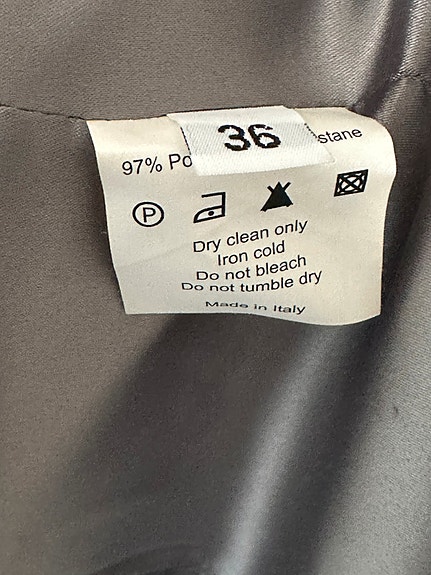 36
97% Po stane
P
Dry clean only
Iron cold
Do not bleach
Do not tumble dry
Made in Italy